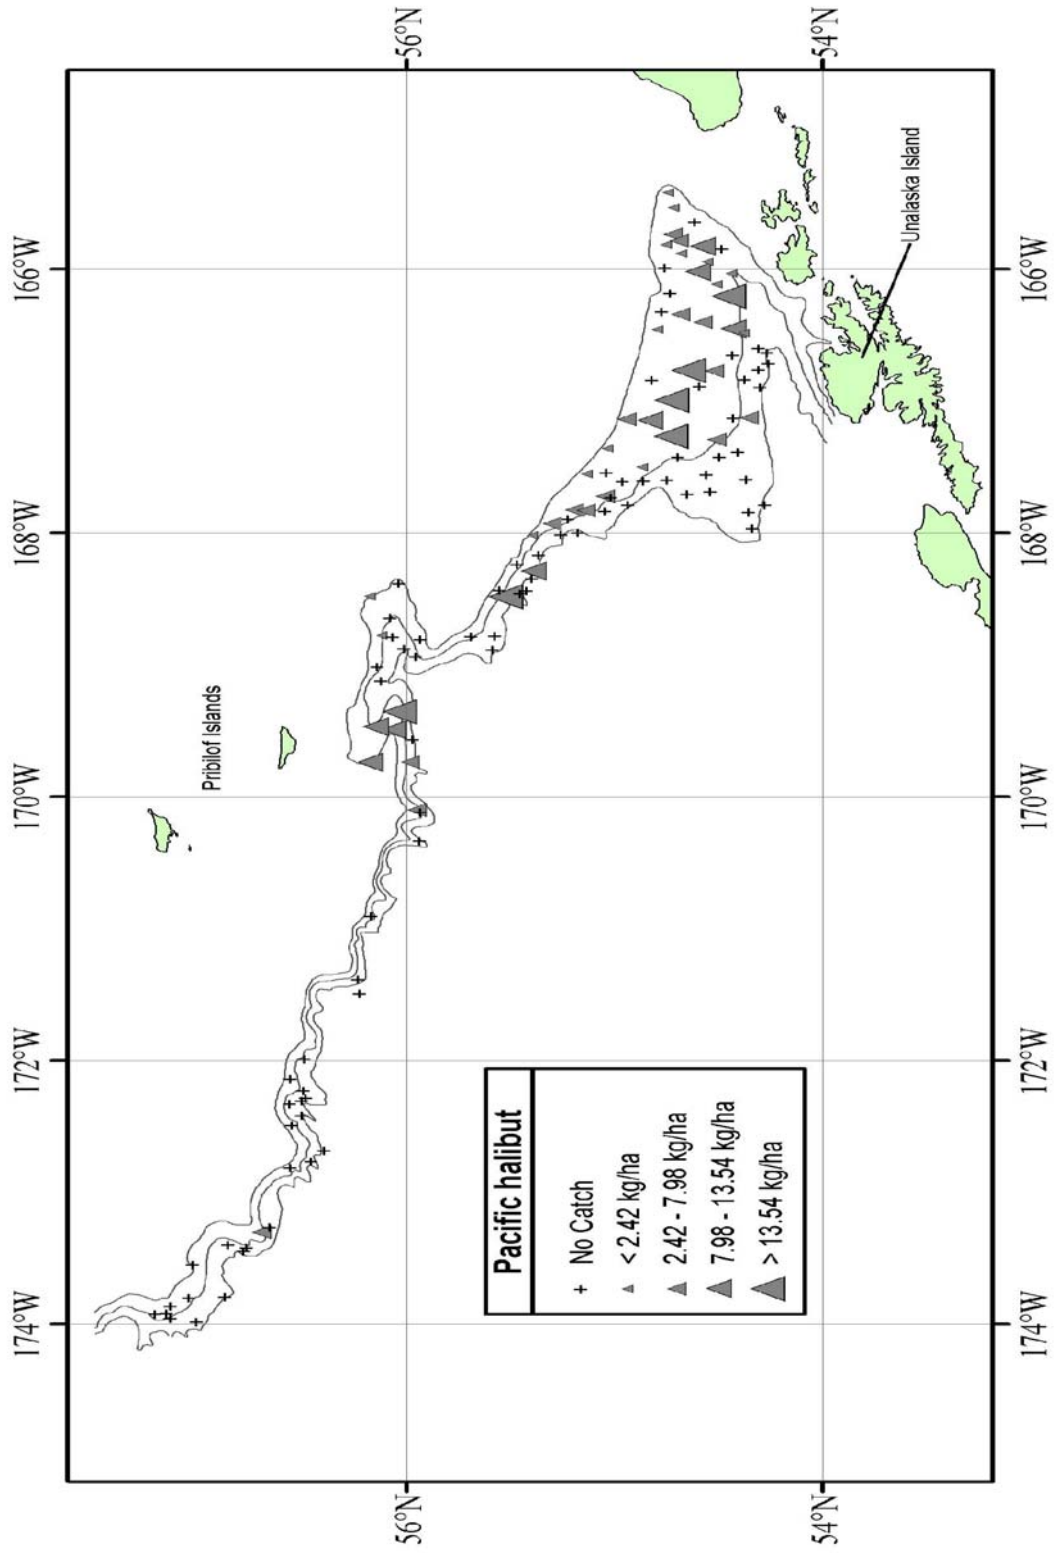 174°W
172°W
170°W
168°W
166°W
56°N
56°N
Pribilof Islands
Pacific halibut
No Catch
< 2.42 kg/ha
2.42 - 7.98 kg/ha
7.98 - 13.54 kg/ha
> 13.54 kg/ha
54°N
54°N
Unalaska Island
174°W
172°W
170°W
168°W
166°W